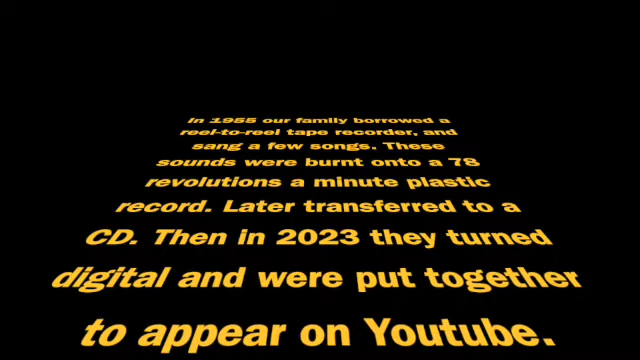 In 1955 our family borrowed a
reel-to-reel tape recorder, and
sang a few songs. These
sounds were burnt onto a 78
revolutions a minute plastic
record. Later transferred to a
CD. Then in 2023 they turned
digital and were put together
to appear on Youtube.